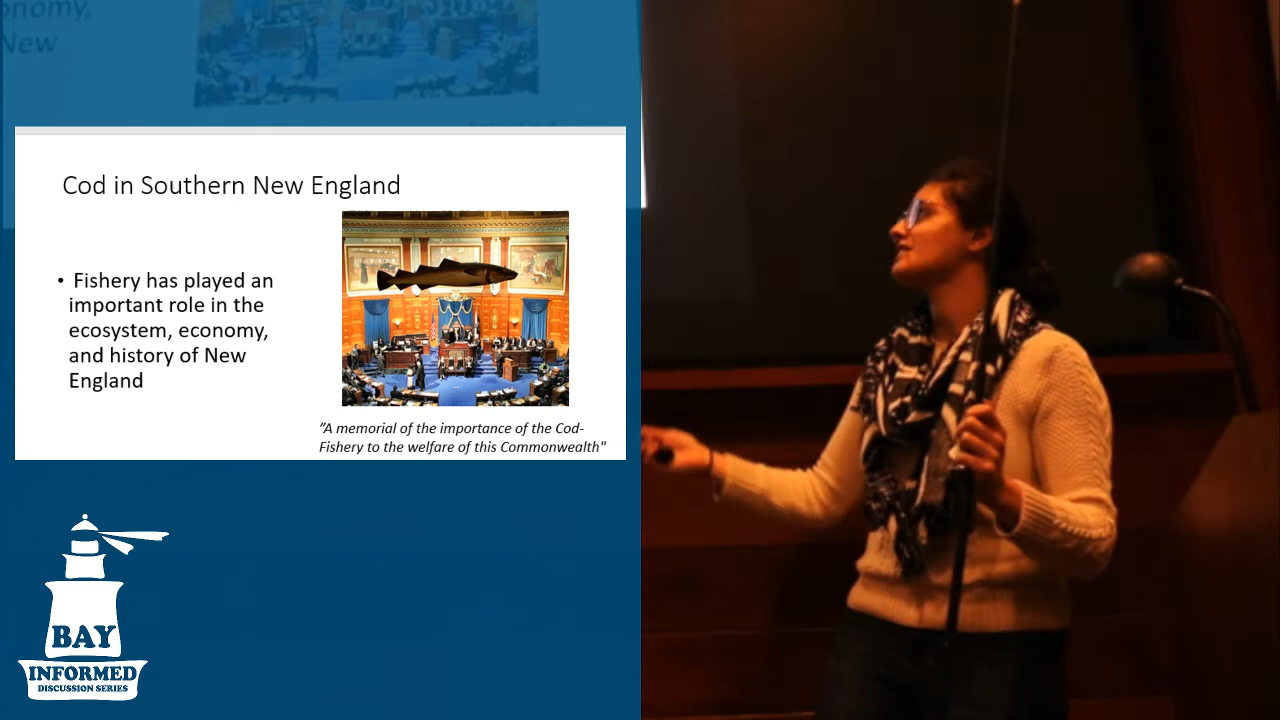 onomy,
New
Cod in Southern New England
• Fishery has played an
important role in the
ecosystem, economy,
and history of New
England
"A memorial of the importance of the Cod-
Fishery to the welfare of this Commonwealth"
BAY
INFORMED
DISCUSSION SERIES